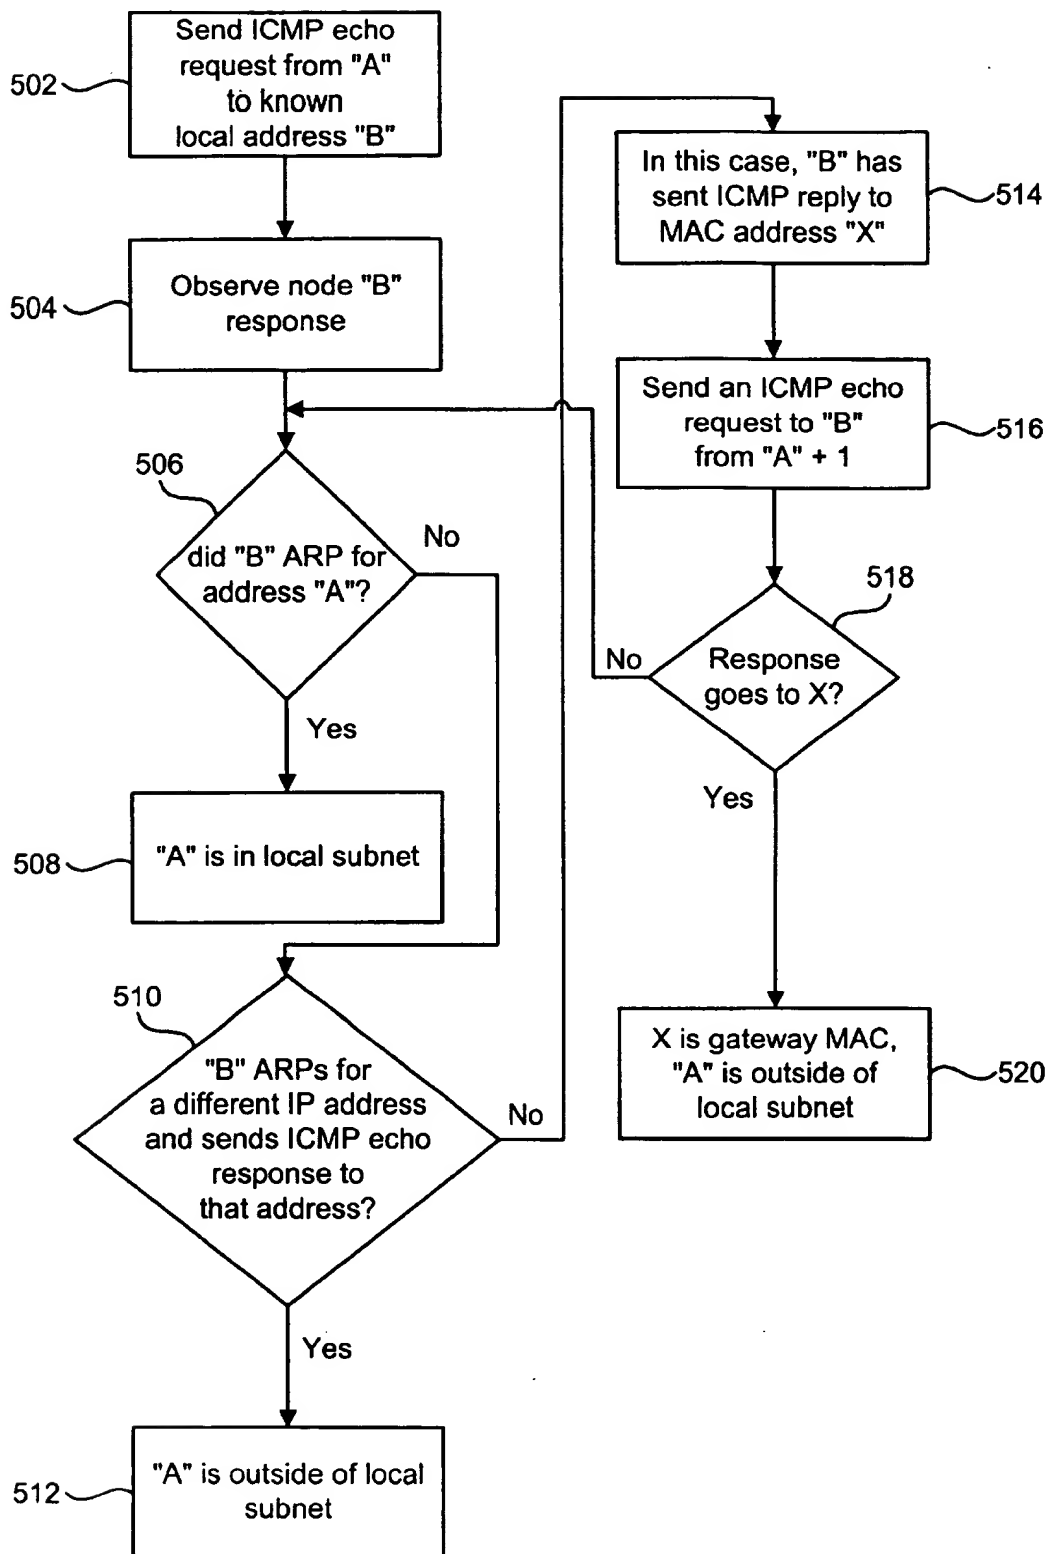 502
Send ICMP echo
request from "A"
to known
local address "B"
504
Observe node "B"
response
506
did "B" ARP for
address "A"?
No
Yes
508
"A" is in local subnet
510
"B" ARPs for
a different IP address
and sends ICMP echo
response to
that address?
No
Yes
512
"A" is outside of local
subnet
In this case, "B" has
sent ICMP reply to
MAC address "X"
514
Send an ICMP echo
request to "B"
from "A" + 1
516
518
Response
goes to X?
No
Yes
X is gateway MAC,
"A" is outside of
local subnet
520